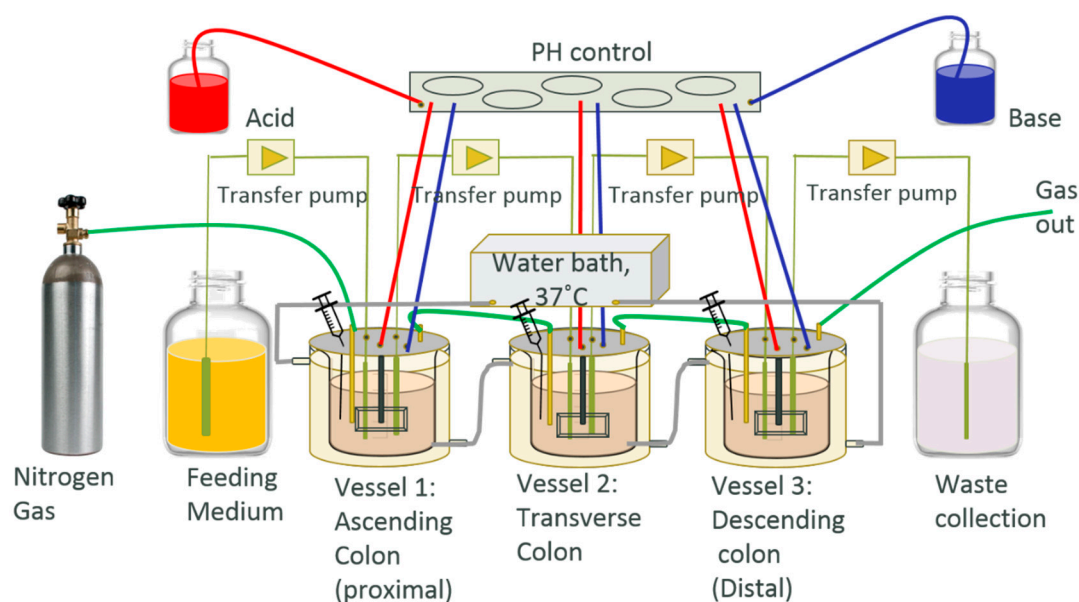 PH control
Acid
Base
Transfer pump
Transfer pump
Transfer pump
Transfer pump
Gas
out
Water bath,
37˚C
Nitrogen
Gas
Feeding
Medium
Vessel 1:
Ascending
Colon
(proximal)
Vessel 2:
Transverse
Colon
Vessel 3:
Descending
colon
(Distal)
Waste
collection